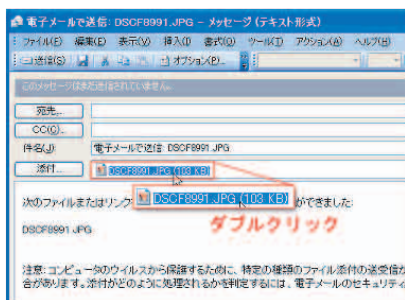 電子メールで送信: DSCF8991.JPG - メッセージ (テキスト形式)
ファイル(F) 編集(E) 表示(V) 挿入(I) 書式(O) ツール(T) アクション(A) ヘルプ(H)
送信(S) オプション(P)...
このメッセージはまだ送信されていません。
宛先...
CC(C)...
件名(J): 電子メールで送信: DSCF8991.JPG
添付... DSCF8991.JPG (103 KB)
次のファイルまたはリンク DSCF8991.JPG (103 KB) ができました:
ダブルクリック
DSCF8991.JPG
注意: コンピュータのウイルスから保護するために、特定の種類のファイル添付の送受信が
合があります。添付がどのように処理されるかを判定するには、電子メールのセキュリティ